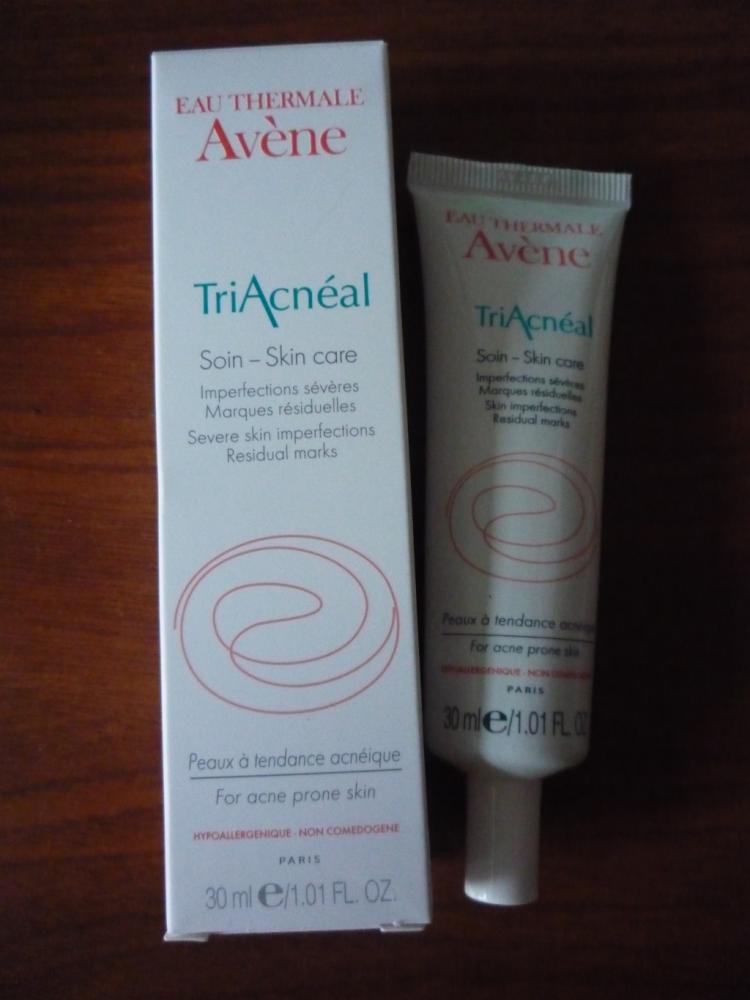 EAU THERMALE
Avène
TriAcnéal
Soin – Skin care
Imperfections sévères
Marques résiduelles
Severe skin imperfections
Residual marks
Peaux à tendance acnéique
For acne prone skin
HYPOALLERGENIQUE - NON COMEDOGENE
PARIS
30 ml e/1.01 FL. OZ.
EAU THERMALE
Avène
TriAcnéal
Soin – Skin care
Imperfections sévères
Marques résiduelles
Skin imperfections
Residual marks
Peaux à tendance
For acne prone skin
HYPOALLERGENIQUE - NON
PARIS
30 ml e/1.01 FL.